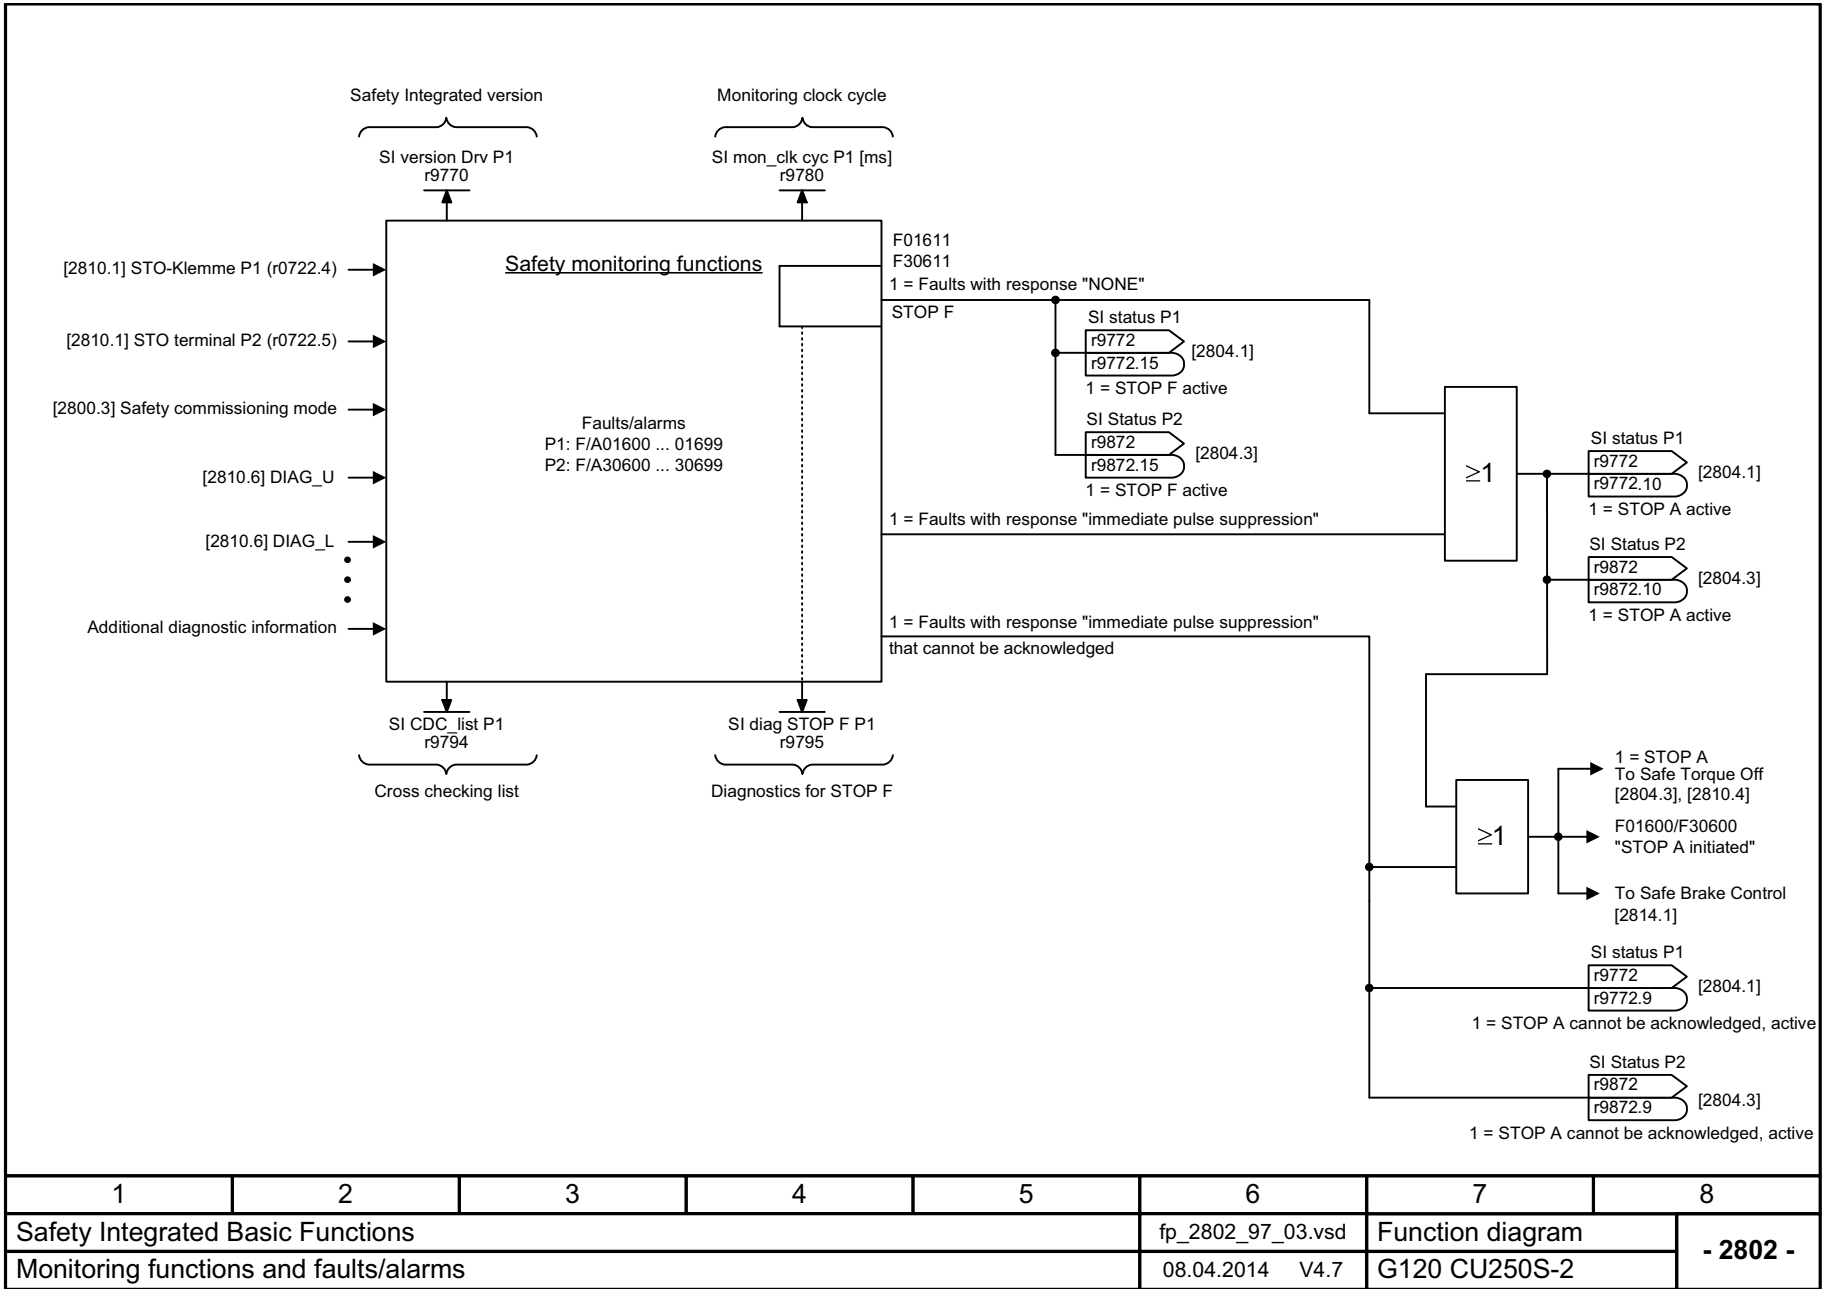 Safety Integrated version
SI version Drv P1
r9770
Monitoring clock cycle
SI mon_clk cyc P1 [ms]
r9780
[2810.1] STO-Klemme P1 (r0722.4)
[2810.1] STO terminal P2 (r0722.5)
[2800.3] Safety commissioning mode
[2810.6] DIAG_U
[2810.6] DIAG_L
Additional diagnostic information
Safety monitoring functions
Faults/alarms
P1: F/A01600 ... 01699
P2: F/A30600 ... 30699
SI CDC_list P1
r9794
Cross checking list
SI diag STOP F P1
r9795
Diagnostics for STOP F
F01611
F30611
1 = Faults with response "NONE"
STOP F
SI status P1
r9772
r9772.15
[2804.1]
1 = STOP F active
SI Status P2
r9872
r9872.15
[2804.3]
1 = STOP F active
1 = Faults with response "immediate pulse suppression"
1 = Faults with response "immediate pulse suppression"
that cannot be acknowledged
≥1
SI status P1
r9772
r9772.10
[2804.1]
1 = STOP A active
SI Status P2
r9872
r9872.10
[2804.3]
1 = STOP A active
≥1
1 = STOP A
To Safe Torque Off
[2804.3], [2810.4]
F01600/F30600
"STOP A initiated"
To Safe Brake Control
[2814.1]
SI status P1
r9772
r9772.9
[2804.1]
1 = STOP A cannot be acknowledged, active
SI Status P2
r9872
r9872.9
[2804.3]
1 = STOP A cannot be acknowledged, active
1 2 3 4 5 6 7 8
Safety Integrated Basic Functions
fp_2802_97_03.vsd
Function diagram
- 2802 -
Monitoring functions and faults/alarms
08.04.2014 V4.7
G120 CU250S-2